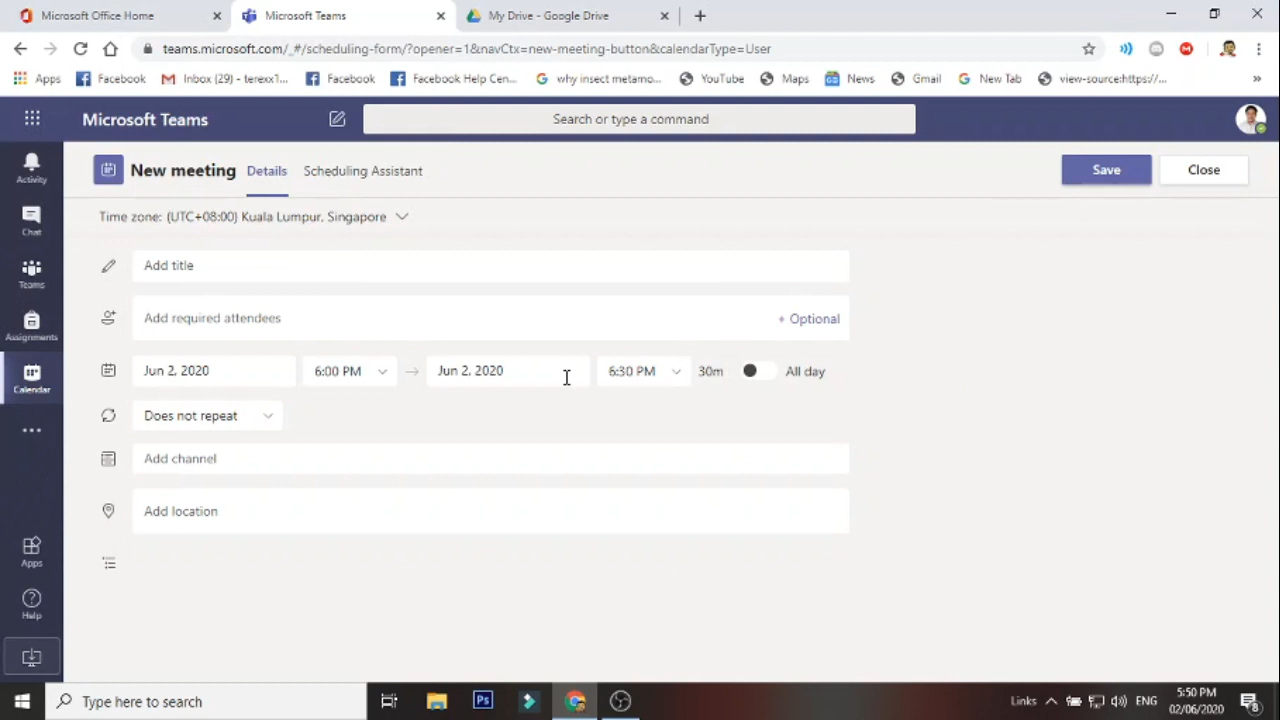 Microsoft Office Home
Microsoft Teams
My Drive - Google Drive
teams.microsoft.com/_#/scheduling-form/?opener=1&navCtx=new-meeting-button&calendarType=User
Apps
Facebook
Inbox (29) - terexx1...
Facebook
Facebook Help Cen...
why insect metamo...
YouTube
Maps
News
Gmail
New Tab
view-source:https://...
»
Microsoft Teams
Search or type a command
Activity
New meeting
Details
Scheduling Assistant
Save
Close
Chat
Time zone: (UTC+08:00) Kuala Lumpur, Singapore
Teams
Add title
Assignments
Add required attendees
+ Optional
Calendar
Jun 2, 2020
6:00 PM
Jun 2, 2020
6:30 PM
30m
All day
Does not repeat
Add channel
Add location
Apps
Help
Type here to search
Ps
Links
ENG
5:50 PM
02/06/2020
8